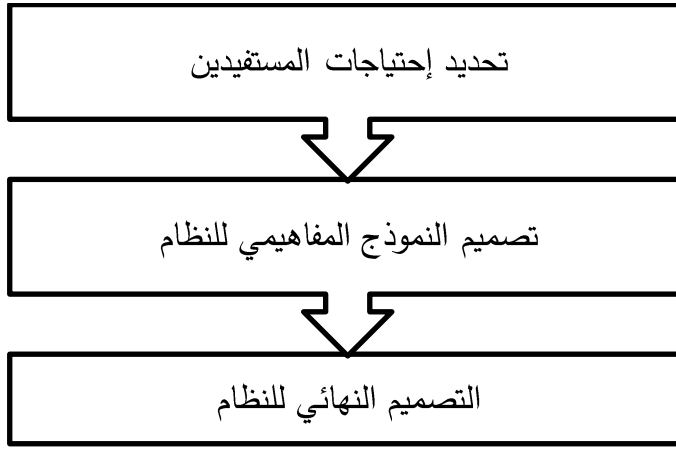 تحديد إحتياجات المستفيدين
تصميم النموذج المفاهيمي للنظام
التصميم النهائي للنظام